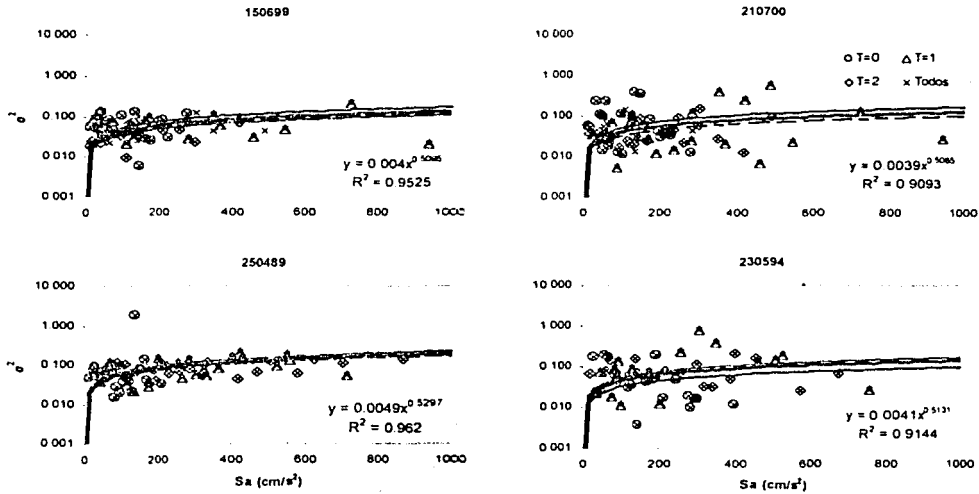 150699
10 000
1 000
0.100
0.010
0 001
σ²
0 200 400 600 800 1000
y = 0.004x
R² = 0.9525
210700
10 000
1 000
0.100
0.010
0 001
T=0 T=1
T=2 Todos
0 200 400 600 800 1000
y = 0.0039x^0.5065
R² = 0.9093
250489
10 000
1 000
0.100
0.010
0 001
σ²
0 200 400 600 800 1000
Sa (cm/s²)
y = 0.0049x^0.5297
R² = 0.962
230594
10 000
1 000
0.100
0.010
0 001
0 200 400 600 800 1000
Sa (cm/s²)
y = 0.0041x^0.5131
R² = 0.9144